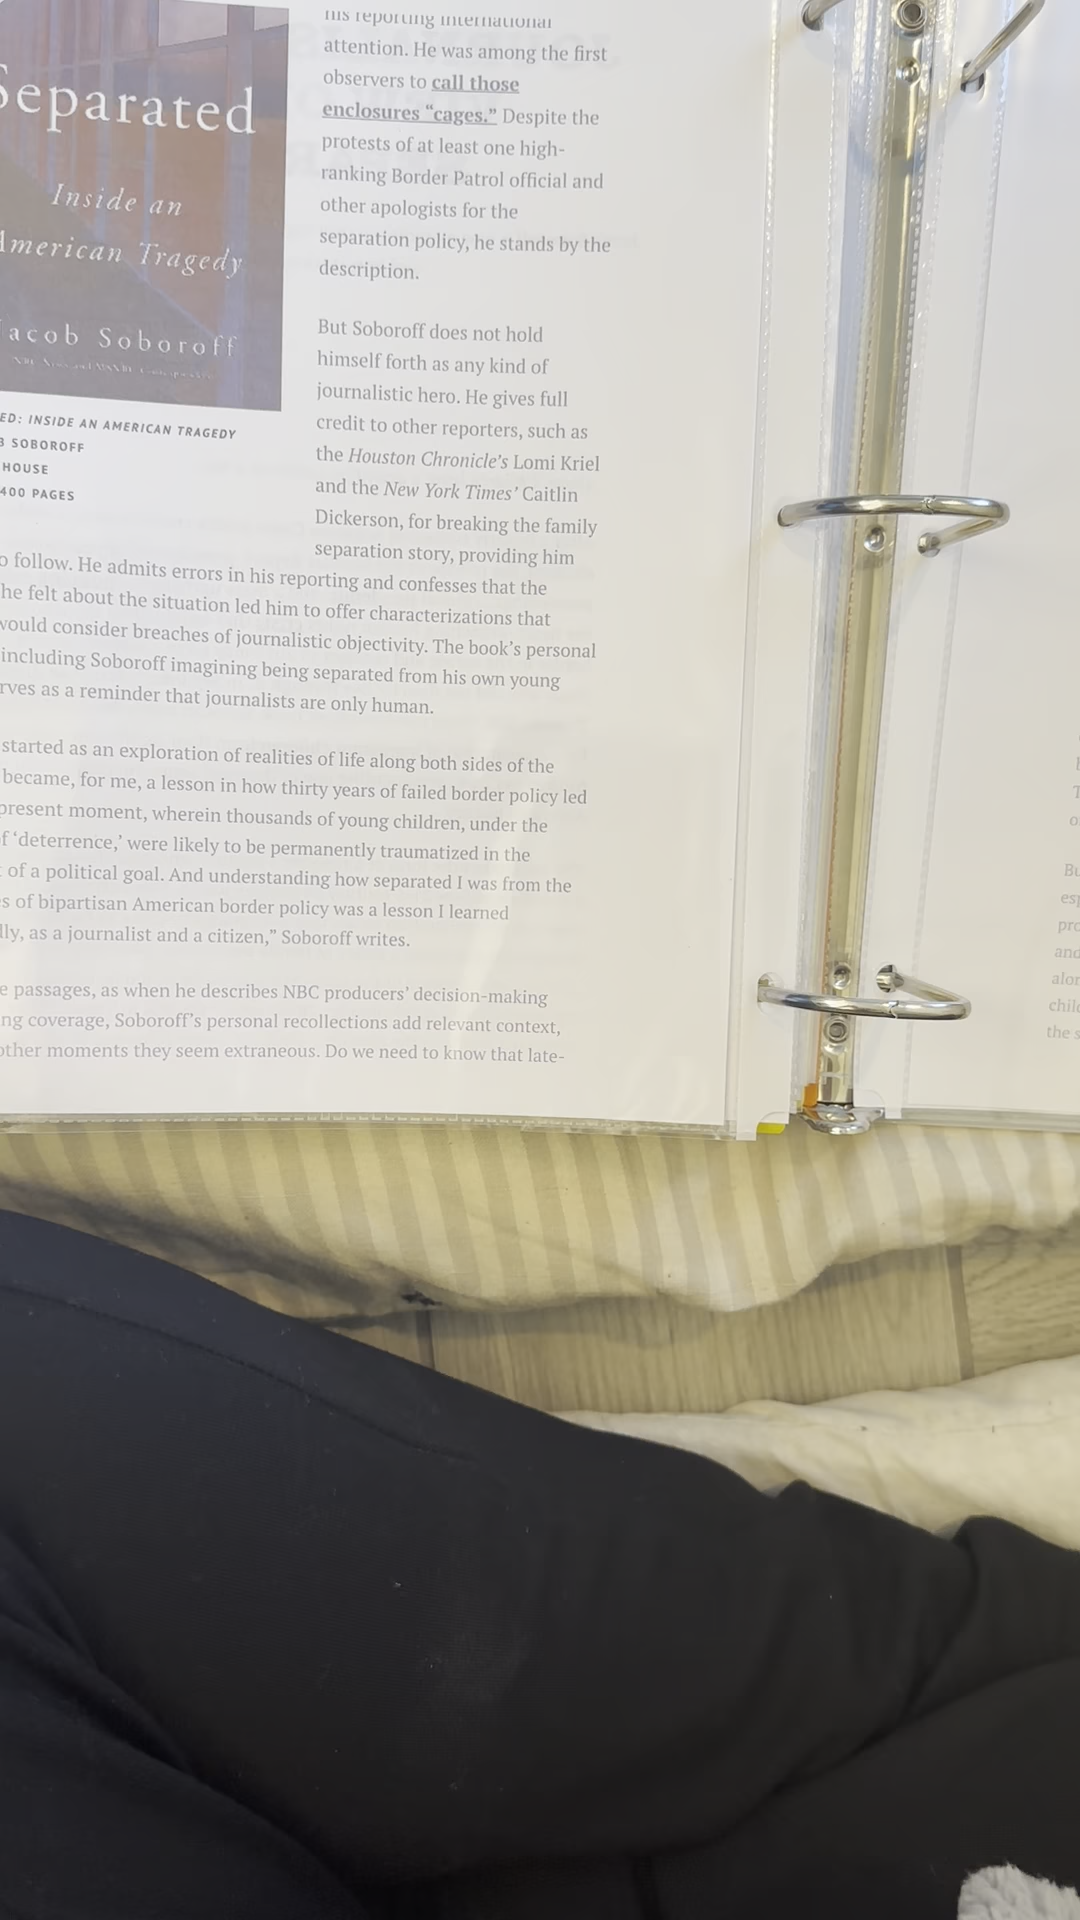 Separated
Inside an
American Tragedy
Jacob Soboroff
ED: INSIDE AN AMERICAN TRAGEDY
B SOBOROFF
HOUSE
400 PAGES
his reporting international
attention. He was among the first
observers to call those
enclosures “cages.” Despite the
protests of at least one high-
ranking Border Patrol official and
other apologists for the
separation policy, he stands by the
description.
But Soboroff does not hold
himself forth as any kind of
journalistic hero. He gives full
credit to other reporters, such as
the Houston Chronicle’s Lomi Kriel
and the New York Times’ Caitlin
Dickerson, for breaking the family
separation story, providing him
o follow. He admits errors in his reporting and confesses that the
he felt about the situation led him to offer characterizations that
would consider breaches of journalistic objectivity. The book’s personal
including Soboroff imagining being separated from his own young
rves as a reminder that journalists are only human.
started as an exploration of realities of life along both sides of the
became, for me, a lesson in how thirty years of failed border policy led
present moment, wherein thousands of young children, under the
f ‘deterrence,’ were likely to be permanently traumatized in the
of a political goal. And understanding how separated I was from the
s of bipartisan American border policy was a lesson I learned
lly, as a journalist and a citizen,” Soboroff writes.
e passages, as when he describes NBC producers’ decision-making
ng coverage, Soboroff’s personal recollections add relevant context,
other moments they seem extraneous. Do we need to know that late-
T
o
Bu
esp
pro
and
alon
child
the s